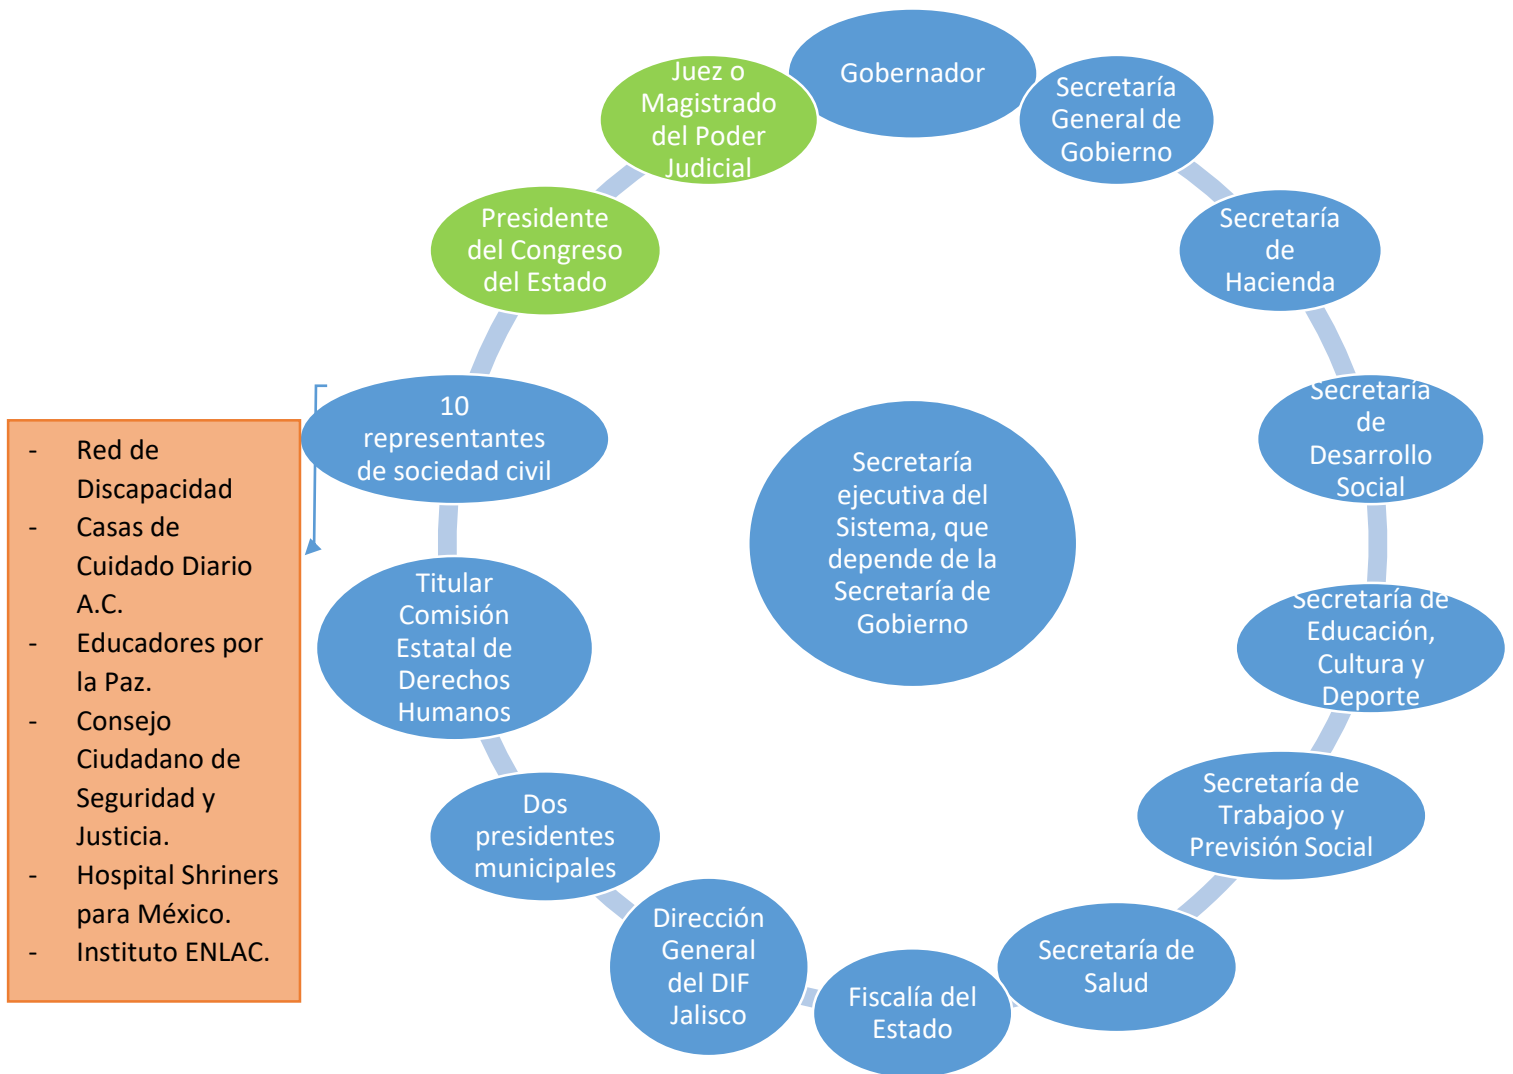 Gobernador
Secretaría
General de
Gobierno
Secretaría
de
Hacienda
Secretaría
de
Desarrollo
Social
Secretaría de
Educación,
Cultura y
Deporte
Secretaría de
Trabajoo y
Previsión Social
Secretaría de
Salud
Fiscalía del
Estado
Dirección
General
del DIF
Jalisco
Dos
presidentes
municipales
Titular
Comisión
Estatal de
Derechos
Humanos
10
representantes
de sociedad civil
Presidente
del Congreso
del Estado
Juez o
Magistrado
del Poder
Judicial
Secretaría
ejecutiva del
Sistema, que
depende de la
Secretaría de
Gobierno
- Red de
Discapacidad
- Casas de
Cuidado Diario
A.C.
- Educadores por
la Paz.
- Consejo
Ciudadano de
Seguridad y
Justicia.
- Hospital Shriners
para México.
- Instituto ENLAC.